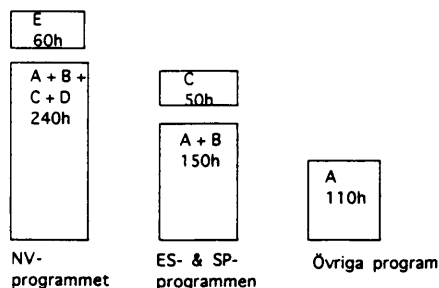 E
60h
A + B +
C + D
240h
C
50h
A + B
150h
A
110h
NV-
programmet
ES- & SP-
programmen
Övriga program